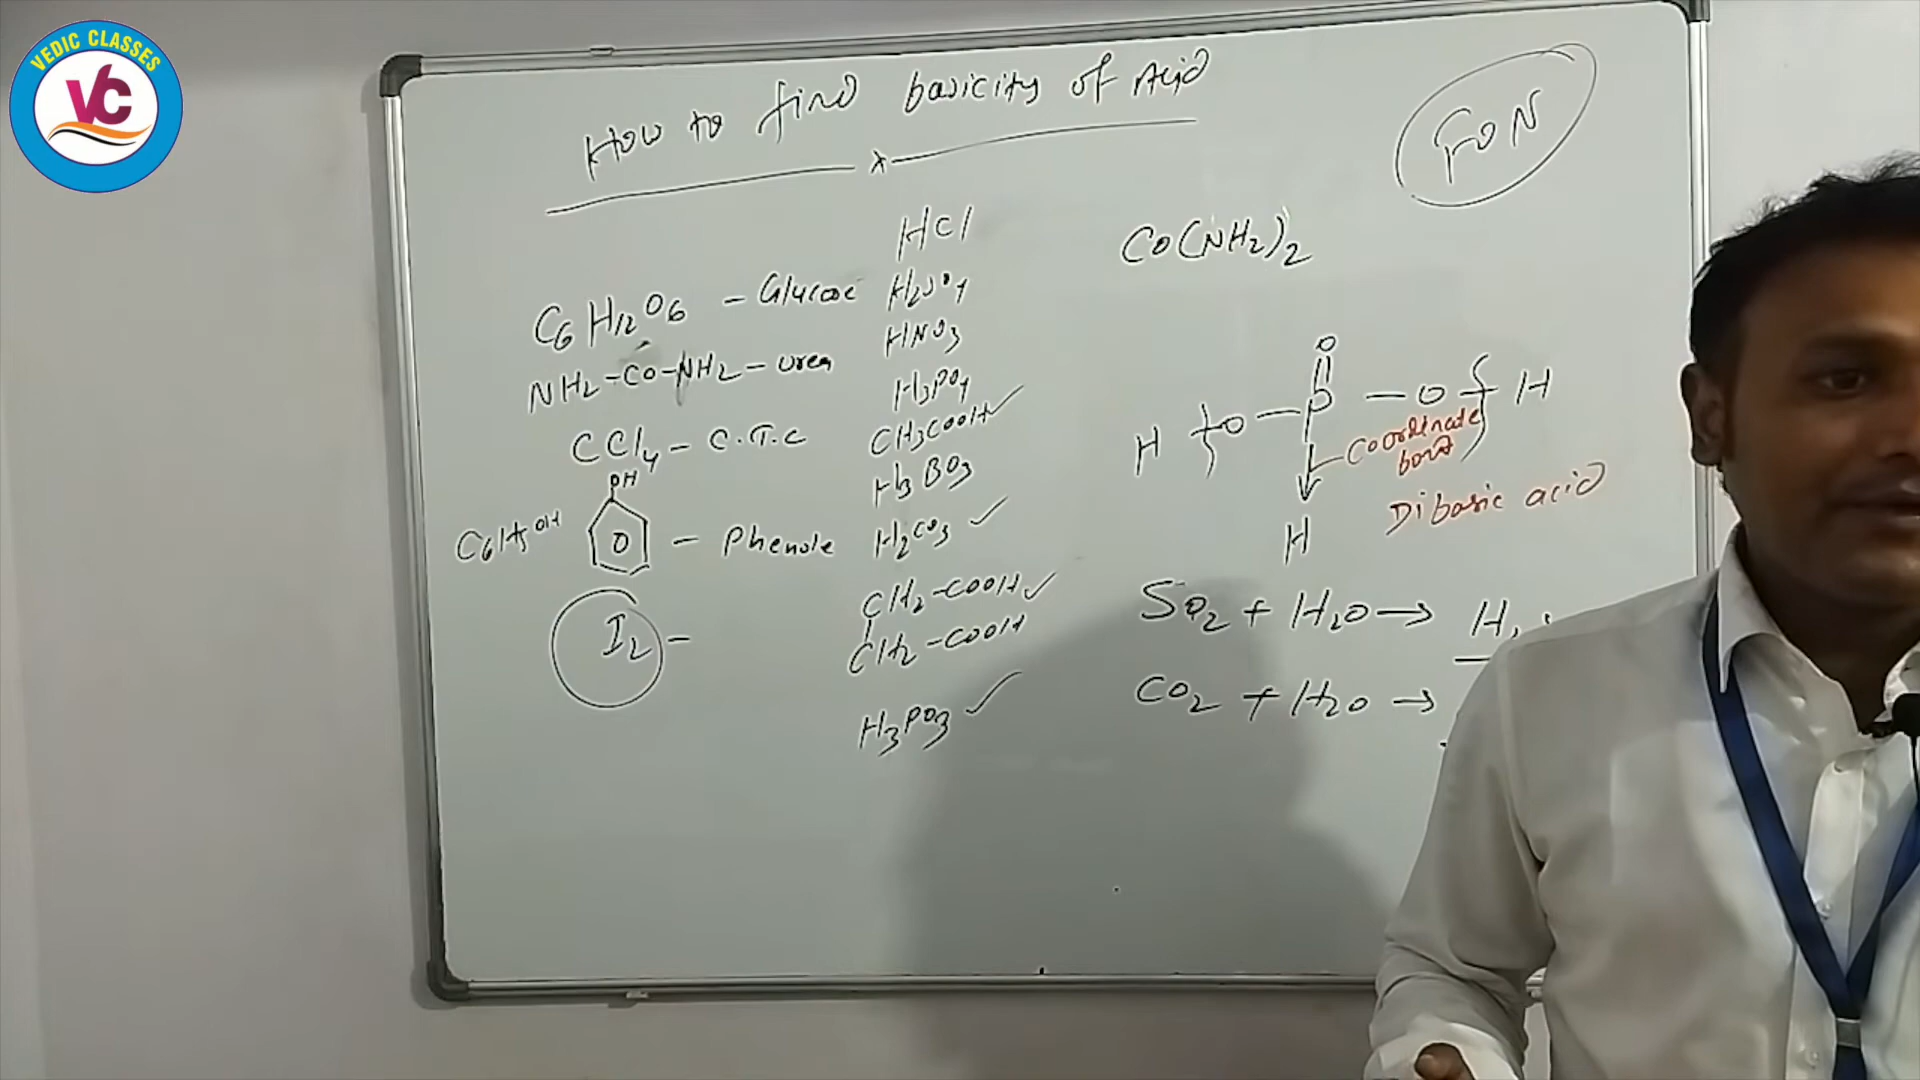 VEDIC CLASSES
VC
How to find basicity of Acid
x
FON
HCl
CO(NH2)2
C6H12O6 - Glucose
H2SO4
HNO3
NH2-CO-NH2 - Urea
H3PO4
CH3COOH ✓
CCl4 - C.T.C
H3BO3
OH
C6H5OH
- Phenole
H2CO3 ✓
I2 -
CH2-COOH ✓
CH2-COOH
H3PO3 ✓
O
H O P O H
Coordinate
bond
H
Dibasic acid
SO2 + H2O →
CO2 + H2O →